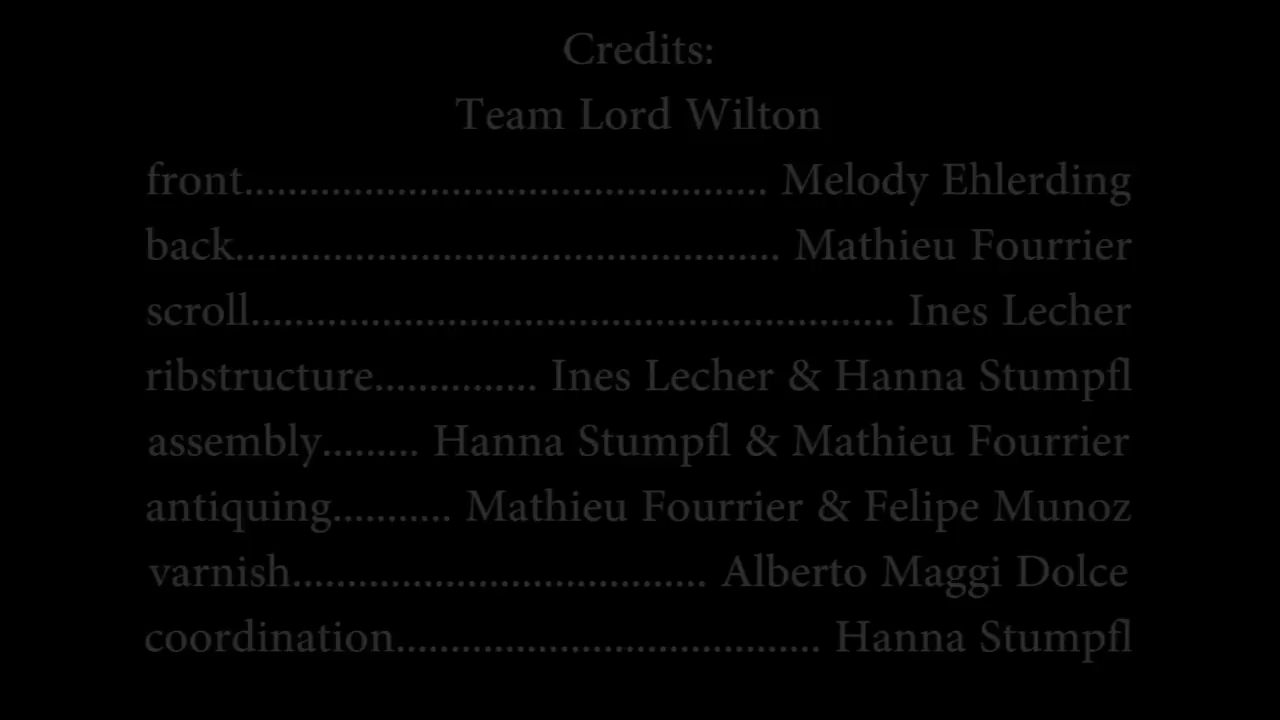 Credits:
Team Lord Wilton
front................................................ Melody Ehlerding
back.................................................. Mathieu Fourrier
scroll........................................................... Ines Lecher
ribstructure............... Ines Lecher & Hanna Stumpfl
assembly......... Hanna Stumpfl & Mathieu Fourrier
antiquing........... Mathieu Fourrier & Felipe Munoz
varnish...................................... Alberto Maggi Dolce
coordination....................................... Hanna Stumpfl